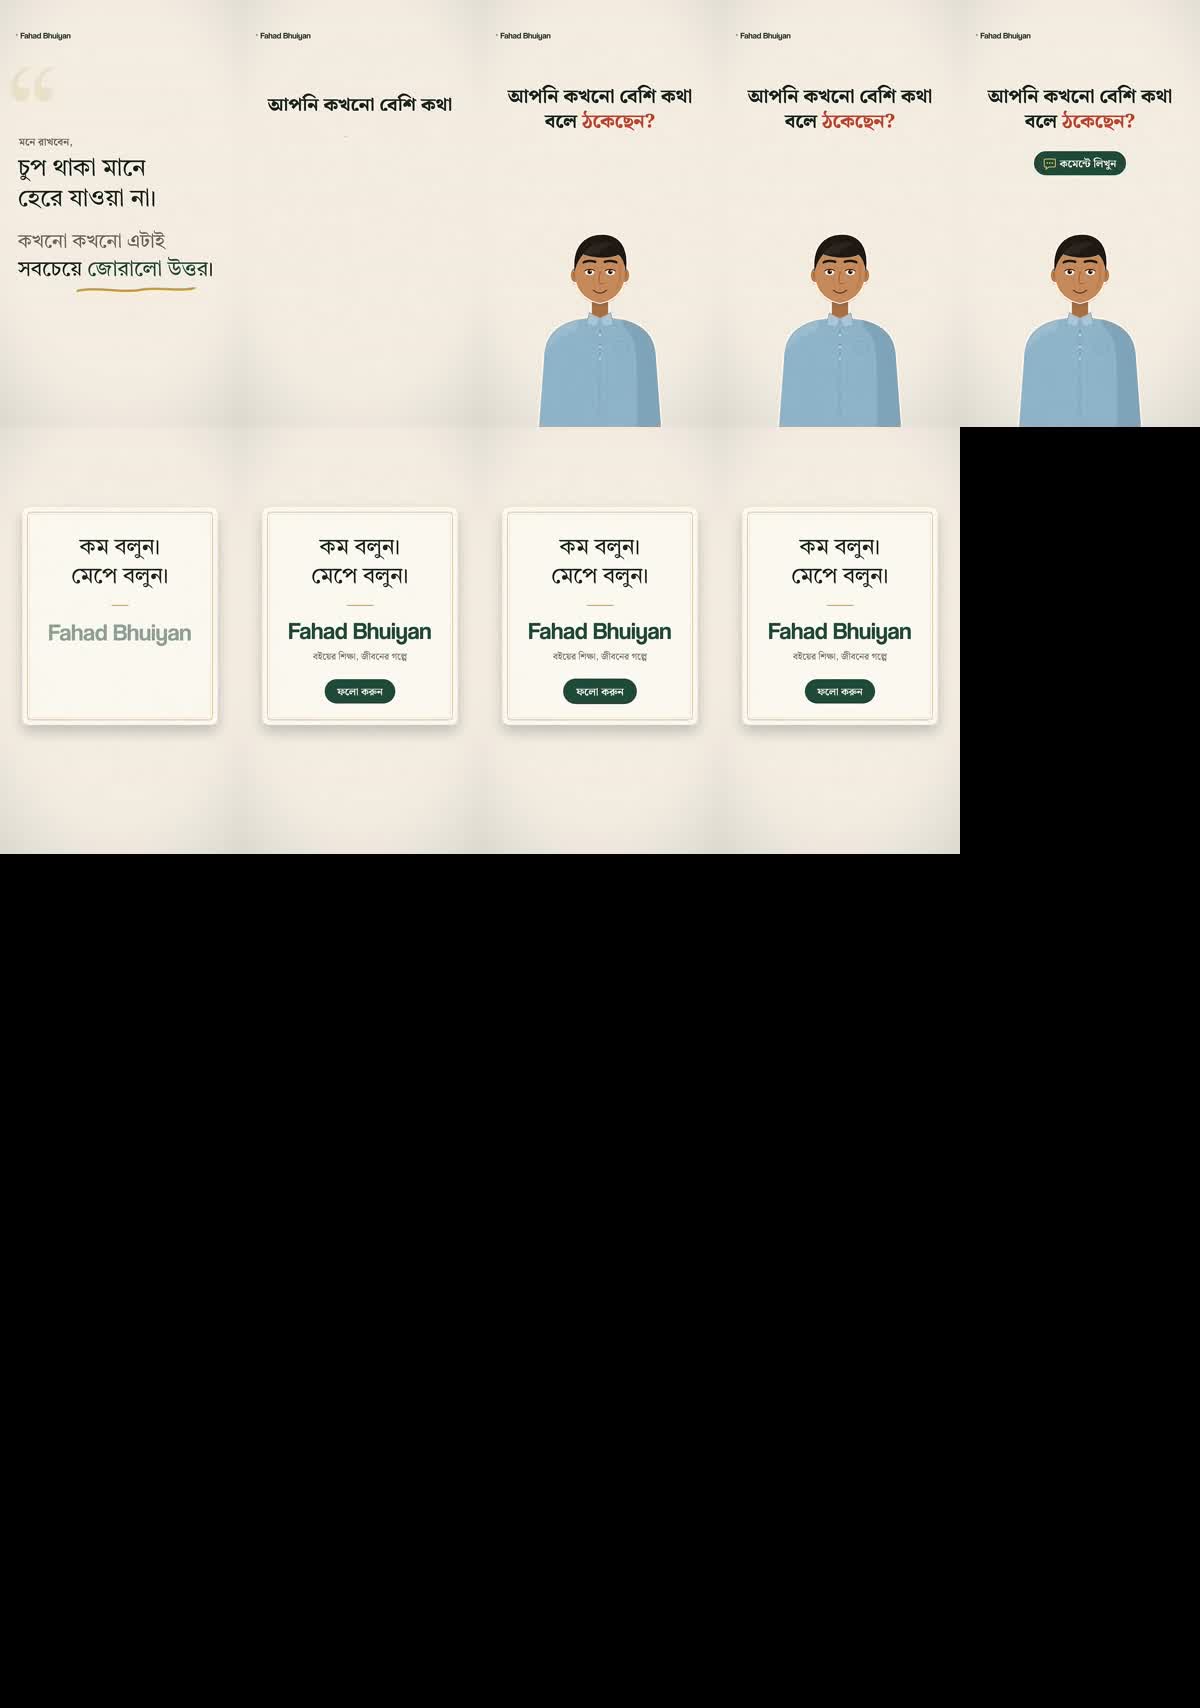 Fahad Bhuiyan
“
মনে রাখবেন,
চুপ থাকা মানে
হেরে যাওয়া না।
কখনো কখনো এটাই
সবচেয়ে জোরালো উত্তর।
Fahad Bhuiyan
আপনি কখনো বেশি কথা
Fahad Bhuiyan
আপনি কখনো বেশি কথা
বলে ঠকেছেন?
Fahad Bhuiyan
আপনি কখনো বেশি কথা
বলে ঠকেছেন?
Fahad Bhuiyan
আপনি কখনো বেশি কথা
বলে ঠকেছেন?
কমেন্টে লিখুন
কম বলুন।
মেপে বলুন।
Fahad Bhuiyan
কম বলুন।
মেপে বলুন।
Fahad Bhuiyan
বইয়ের শিক্ষা, জীবনের গল্পে
ফলো করুন
কম বলুন।
মেপে বলুন।
Fahad Bhuiyan
বইয়ের শিক্ষা, জীবনের গল্পে
ফলো করুন
কম বলুন।
মেপে বলুন।
Fahad Bhuiyan
বইয়ের শিক্ষা, জীবনের গল্পে
ফলো করুন